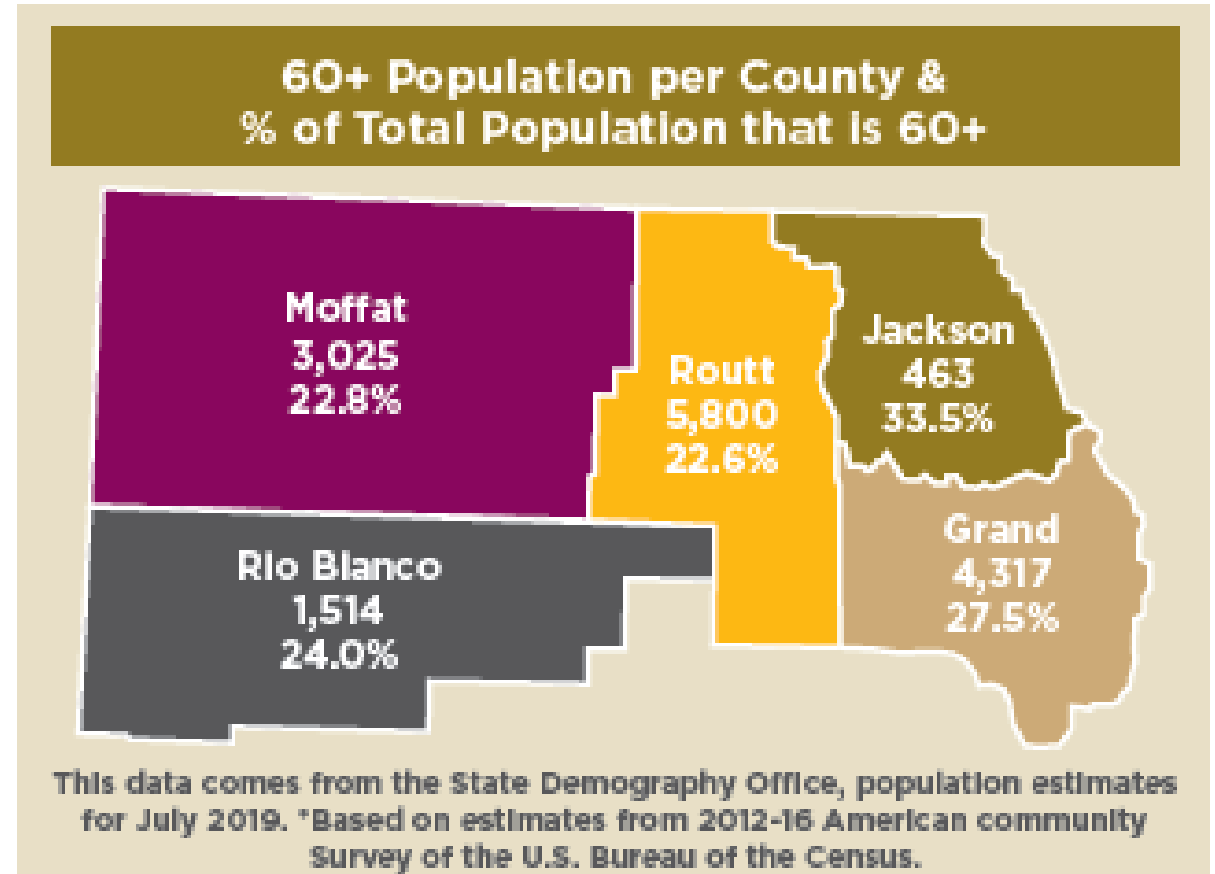 60+ Population per County &
% of Total Population that is 60+
Moffat
3,025
22.8%
Routt
5,800
22.6%
Jackson
463
33.5%
Rio Blanco
1,514
24.0%
Grand
4,317
27.5%
This data comes from the State Demography Office, population estimates
for July 2019. *Based on estimates from 2012-16 American community
Survey of the U.S. Bureau of the Census.